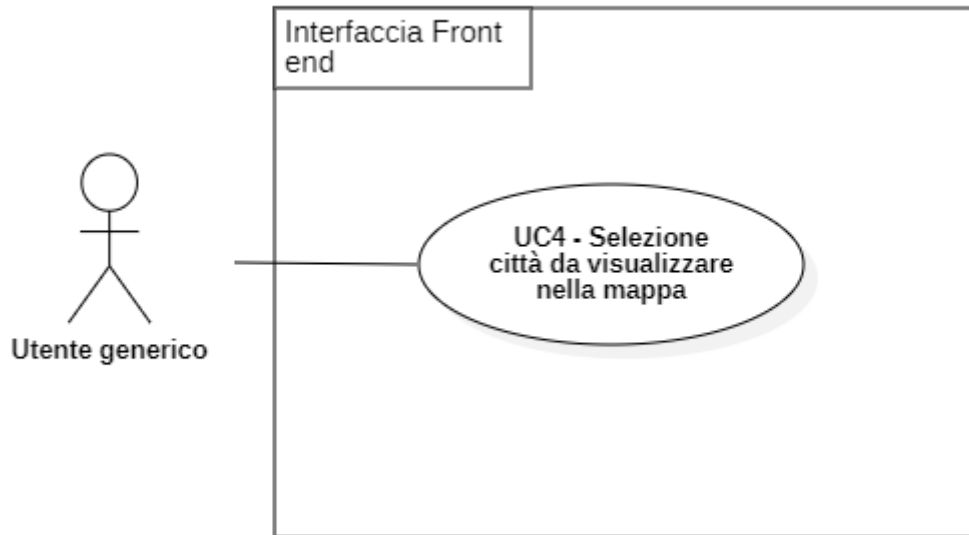 Interfaccia Front
end
UC4 - Selezione
città da visualizzare
nella mappa
Utente generico